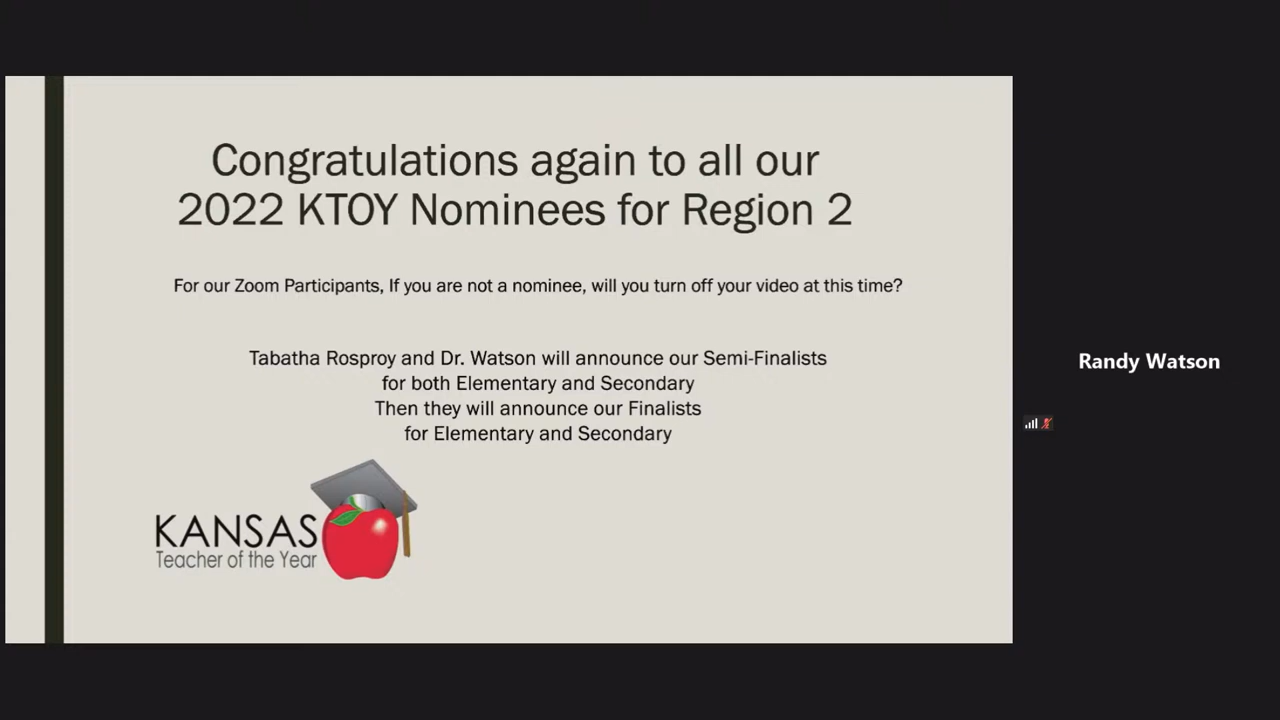 Congratulations again to all our
2022 KTOY Nominees for Region 2
For our Zoom Participants, If you are not a nominee, will you turn off your video at this time?
Tabatha Rosproy and Dr. Watson will announce our Semi-Finalists
for both Elementary and Secondary
Then they will announce our Finalists
for Elementary and Secondary
KANSAS
Teacher of the Year
Randy Watson